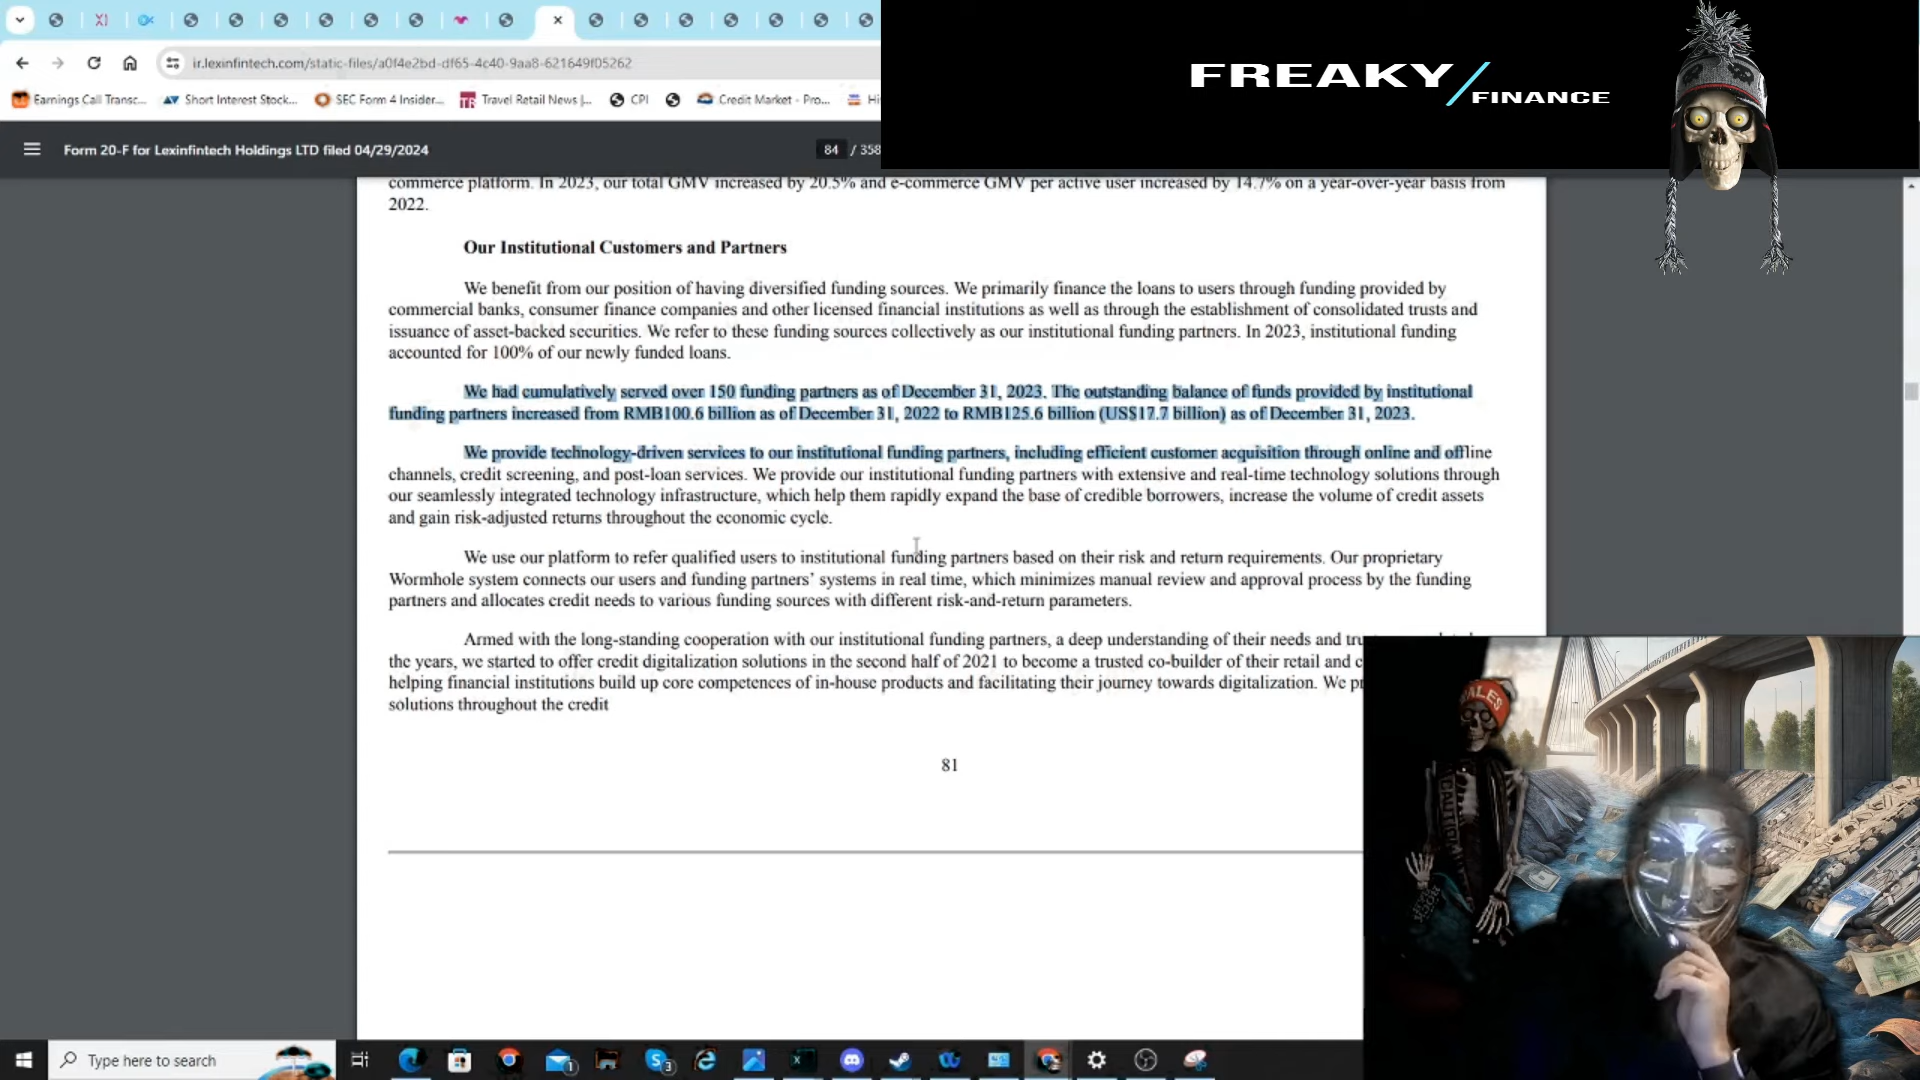 ir.lexinfintech.com/static-files/a0f4e2bd-df65-4c40-9aa8-621649f05262
Earnings Call Transc...
Short Interest Stock...
SEC Form 4 Insider...
Travel Retail News |...
CPI
Credit Market - Pro...
Hi
FREAKY/FINANCE
Form 20-F for Lexinfintech Holdings LTD filed 04/29/2024
84 / 358
commerce platform. In 2023, our total GMV increased by 20.5% and e-commerce GMV per active user increased by 14.7% on a year-over-year basis from
2022.
Our Institutional Customers and Partners
We benefit from our position of having diversified funding sources. We primarily finance the loans to users through funding provided by
commercial banks, consumer finance companies and other licensed financial institutions as well as through the establishment of consolidated trusts and
issuance of asset-backed securities. We refer to these funding sources collectively as our institutional funding partners. In 2023, institutional funding
accounted for 100% of our newly funded loans.
We had cumulatively served over 150 funding partners as of December 31, 2023. The outstanding balance of funds provided by institutional
funding partners increased from RMB100.6 billion as of December 31, 2022 to RMB125.6 billion (US$17.7 billion) as of December 31, 2023.
We provide technology-driven services to our institutional funding partners, including efficient customer acquisition through online and offline
channels, credit screening, and post-loan services. We provide our institutional funding partners with extensive and real-time technology solutions through
our seamlessly integrated technology infrastructure, which help them rapidly expand the base of credible borrowers, increase the volume of credit assets
and gain risk-adjusted returns throughout the economic cycle.
We use our platform to refer qualified users to institutional funding partners based on their risk and return requirements. Our proprietary
Wormhole system connects our users and funding partners' systems in real time, which minimizes manual review and approval process by the funding
partners and allocates credit needs to various funding sources with different risk-and-return parameters.
Armed with the long-standing cooperation with our institutional funding partners, a deep understanding of their needs and
the years, we started to offer credit digitalization solutions in the second half of 2021 to become a trusted co-builder of their retail and c
helping financial institutions build up core competences of in-house products and facilitating their journey towards digitalization. We pr
solutions throughout the credit
81
WALES
CAUTION
Type here to search